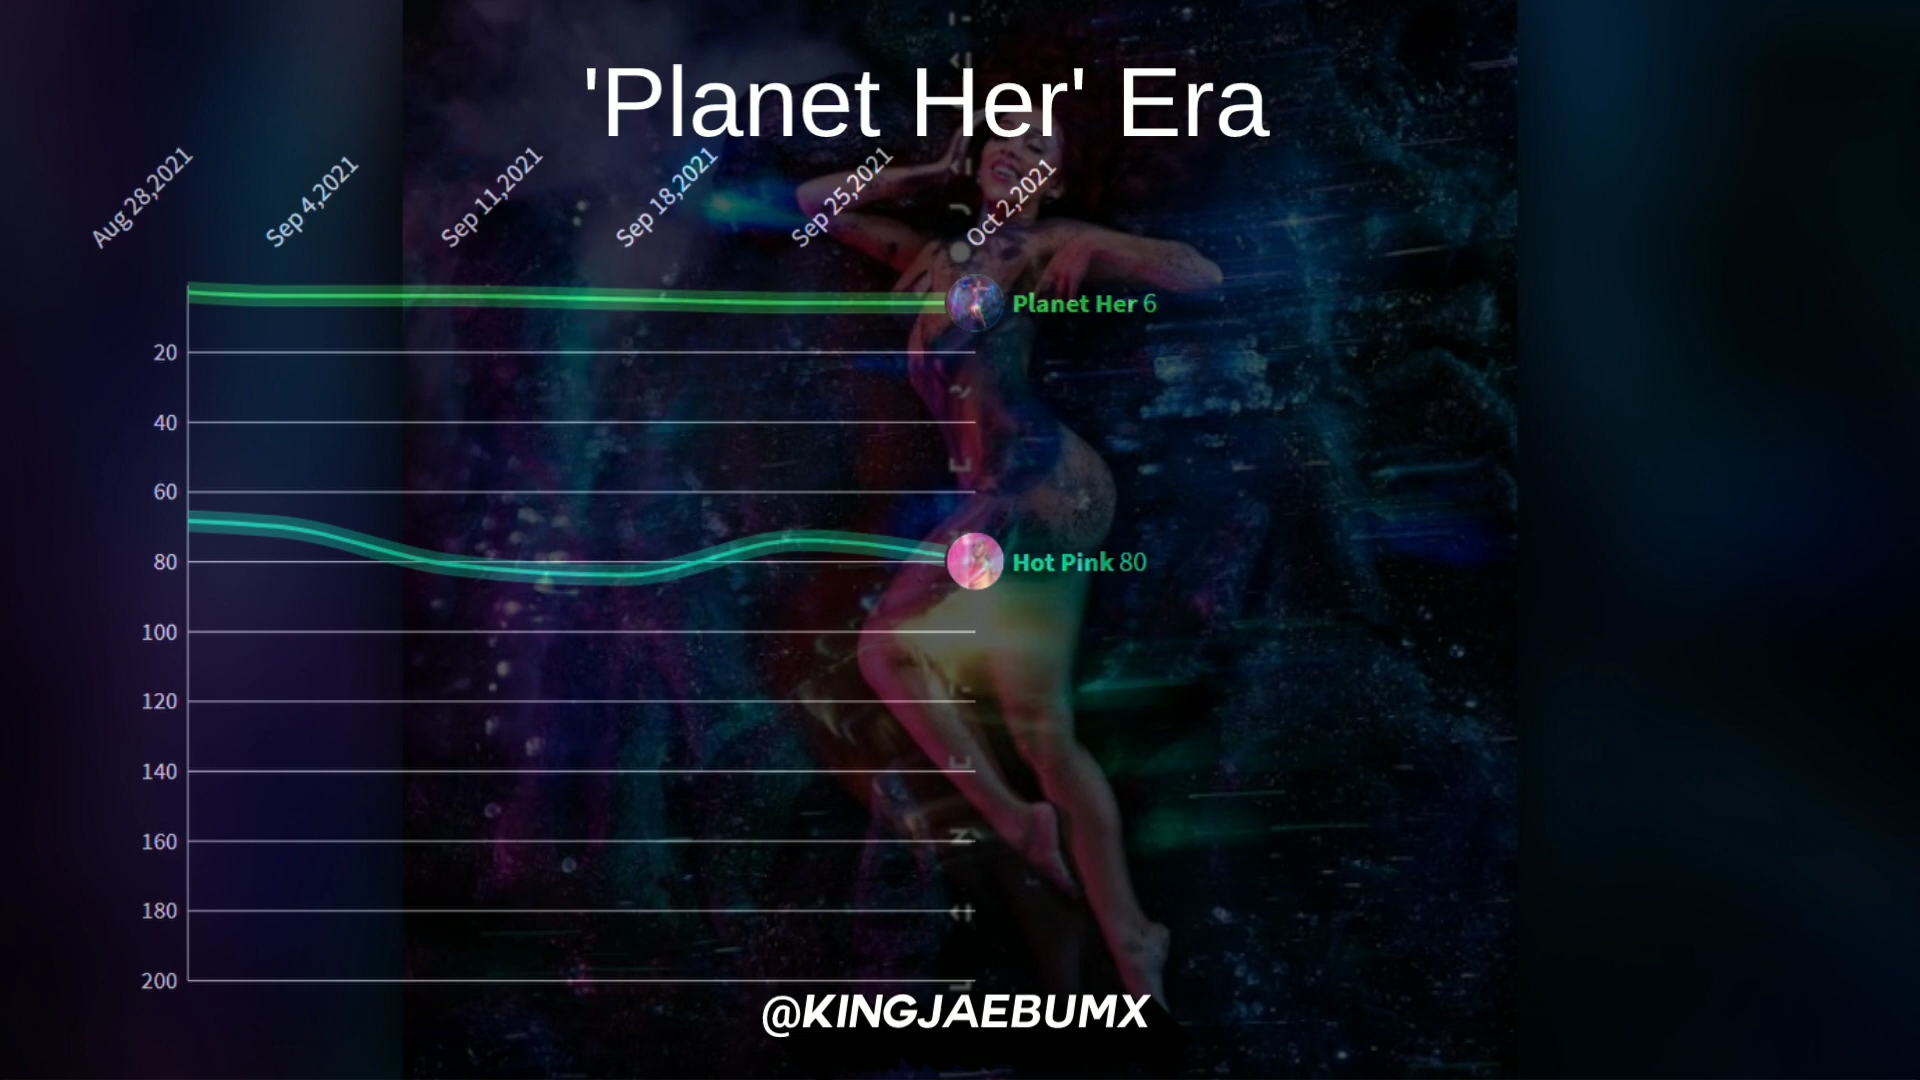 'Planet Her' Era
Aug 28,2021
Sep 4,2021
Sep 11,2021
Sep 18,2021
Sep 25,2021
Oct 2,2021
Planet Her 6
20
40
60
Hot Pink 80
80
100
120
140
160
180
200
@KINGJAEBUMX